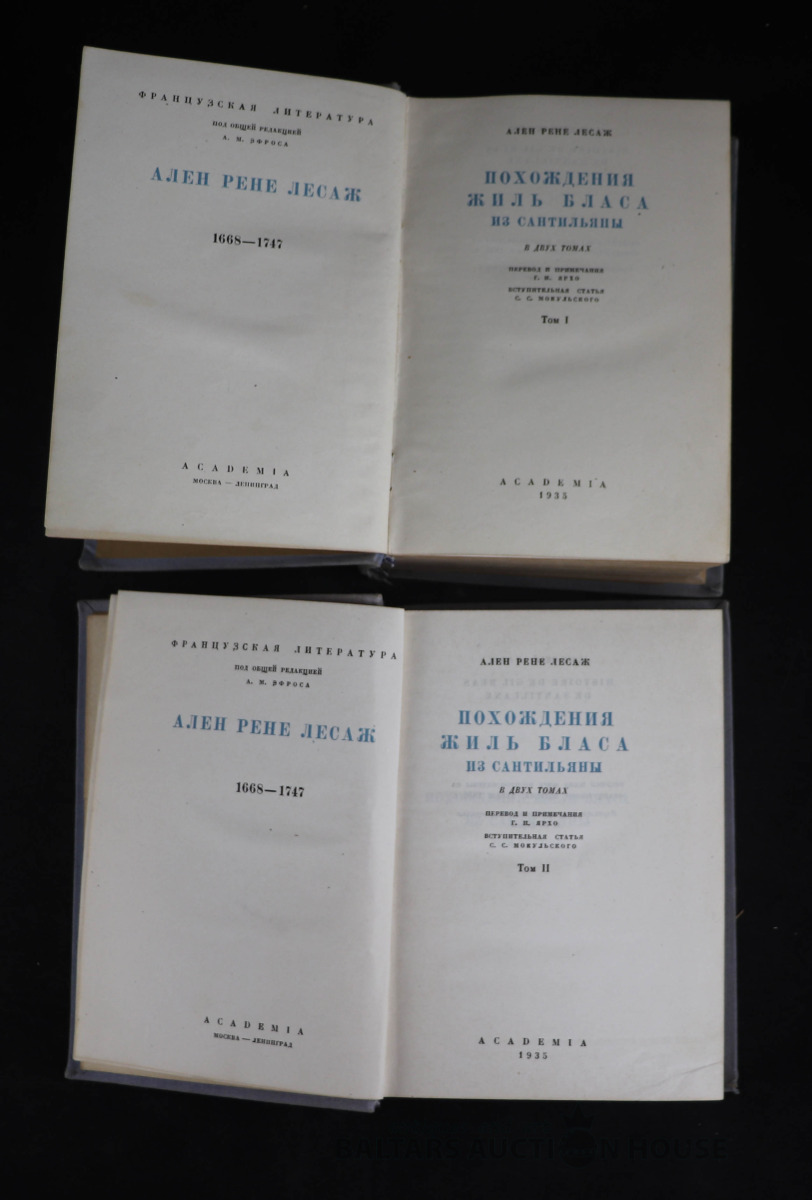 ФРАНЦУЗСКАЯ ЛИТЕРАТУРА
ПОД ОБЩЕЙ РЕДАКЦИЕЙ
А. М. ЭФРОСА
АЛЕН РЕНЕ ЛЕСАЖ
1668—1747
ACADEMIA
МОСКВА — ЛЕНИНГРАД
АЛЕН РЕНЕ ЛЕСАЖ
ПОХОЖДЕНИЯ
ЖИЛЬ БЛАСА
ИЗ САНТИЛЬЯНЫ
В ДВУХ ТОМАХ
ПЕРЕВОД И ПРИМЕЧАНИЯ
Г. И. ЯРХО
ВСТУПИТЕЛЬНАЯ СТАТЬЯ
С. С. МОКУЛЬСКОГО
Том I
ACADEMIA
1935
ФРАНЦУЗСКАЯ ЛИТЕРАТУРА
ПОД ОБЩЕЙ РЕДАКЦИЕЙ
А. М. ЭФРОСА
АЛЕН РЕНЕ ЛЕСАЖ
1668—1747
ACADEMIA
МОСКВА — ЛЕНИНГРАД
АЛЕН РЕНЕ ЛЕСАЖ
ПОХОЖДЕНИЯ
ЖИЛЬ БЛАСА
ИЗ САНТИЛЬЯНЫ
В ДВУХ ТОМАХ
ПЕРЕВОД И ПРИМЕЧАНИЯ
Г. И. ЯРХО
ВСТУПИТЕЛЬНАЯ СТАТЬЯ
С. С. МОКУЛЬСКОГО
Том II
ACADEMIA
1935
BALTARS AUCTION HOUSE